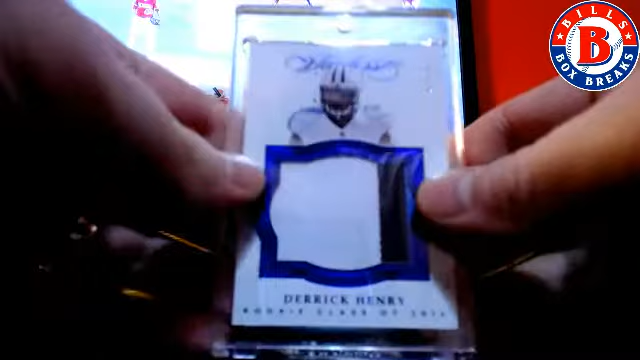 BILLS
B
BOX BREAKS
DERRICK HENRY
ROOKIE CLASS OF 2016